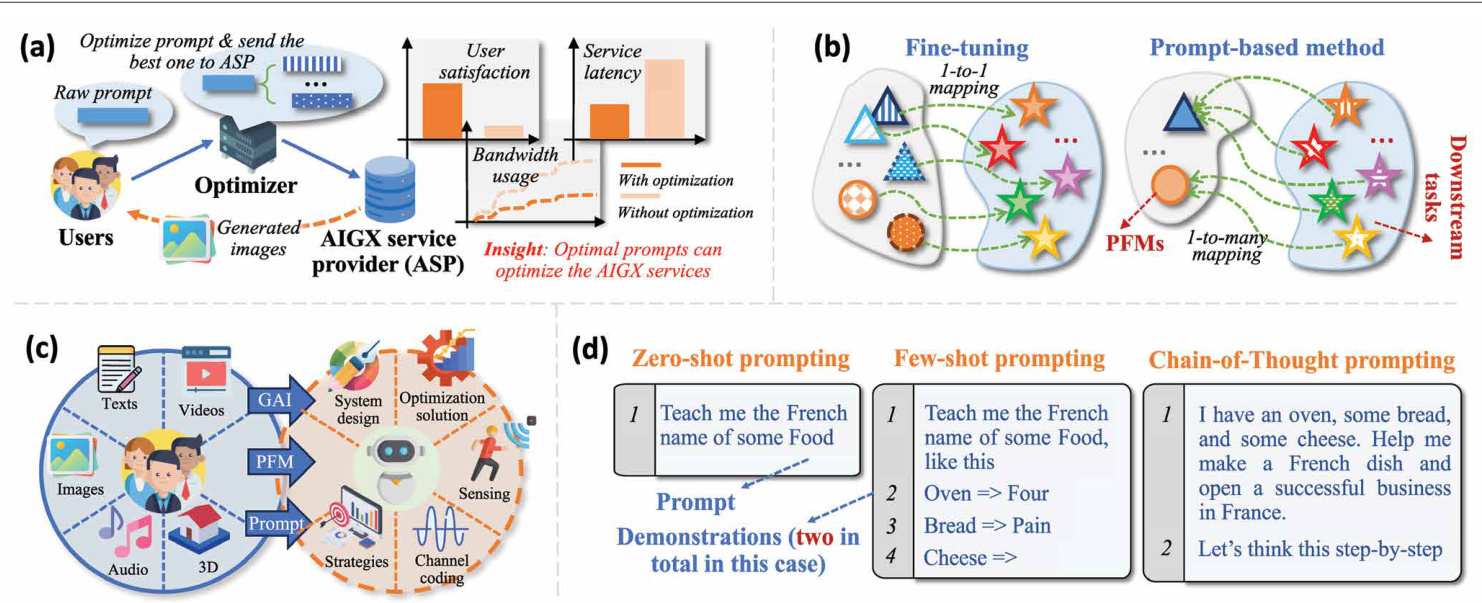 (a)
Optimize prompt & send the
best one to ASP
...
Raw prompt
Optimizer
Users
Generated
images
AIGX service
provider (ASP)
User
satisfaction
Service
latency
Bandwidth
usage
With optimization
Without optimization
Insight: Optimal prompts can
optimize the AIGX services
(b)
Fine-tuning
1-to-1
mapping
...
...
Prompt-based method
...
...
PFMs
1-to-many
mapping
Downstream
tasks
(c)
Texts
Videos
Images
Audio
3D
GAI
PFM
Prompt
System
design
Optimization
solution
Sensing
Strategies
Channel
coding
(d)
Zero-shot prompting
1 Teach me the French
name of some Food
Prompt
Demonstrations (two in
total in this case)
Few-shot prompting
1 Teach me the French
name of some Food,
like this
2 Oven => Four
3 Bread => Pain
4 Cheese =>
Chain-of-Thought prompting
1 I have an oven, some bread,
and some cheese. Help me
make a French dish and
open a successful business
in France.
2 Let's think this step-by-step